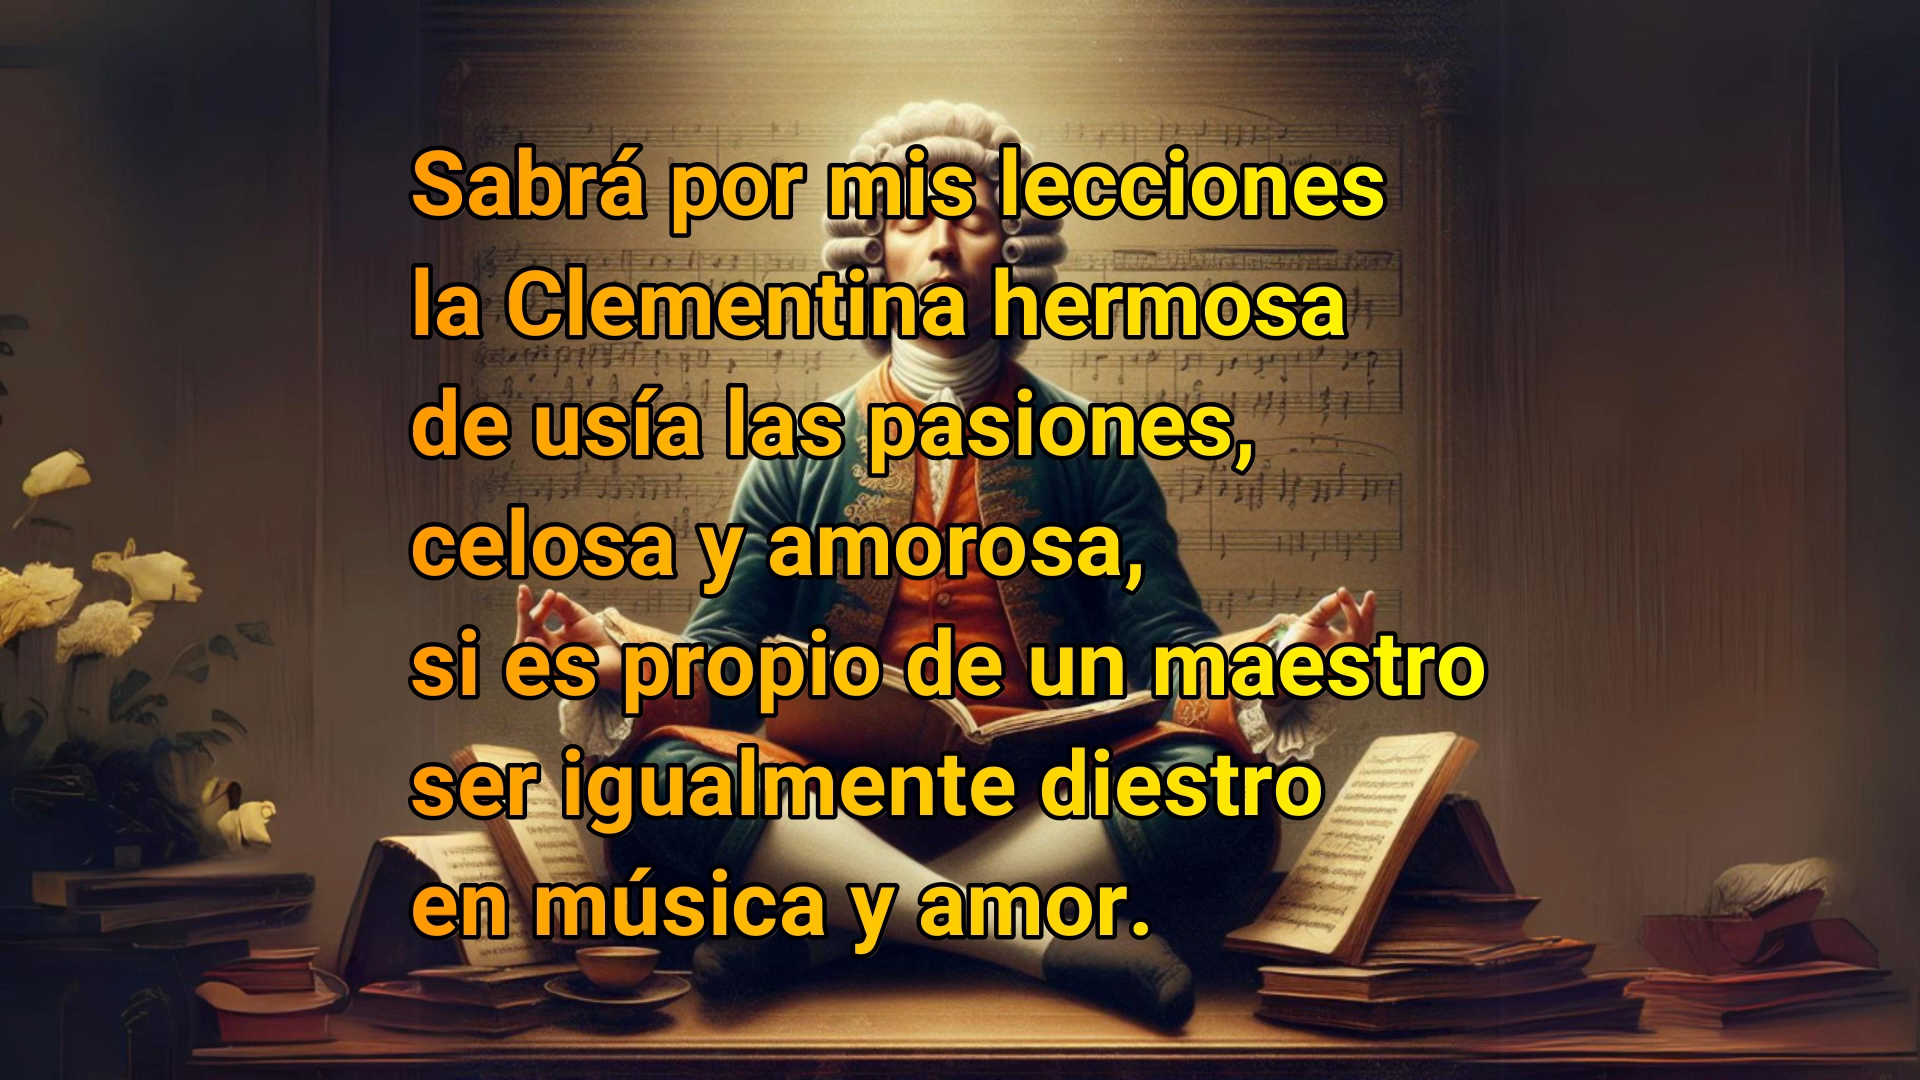 Sabrá por mis lecciones
la Clementina hermosa
de usía las pasiones,
celosa y amorosa,
si es propio de un maestro
ser igualmente diestro
en música y amor.